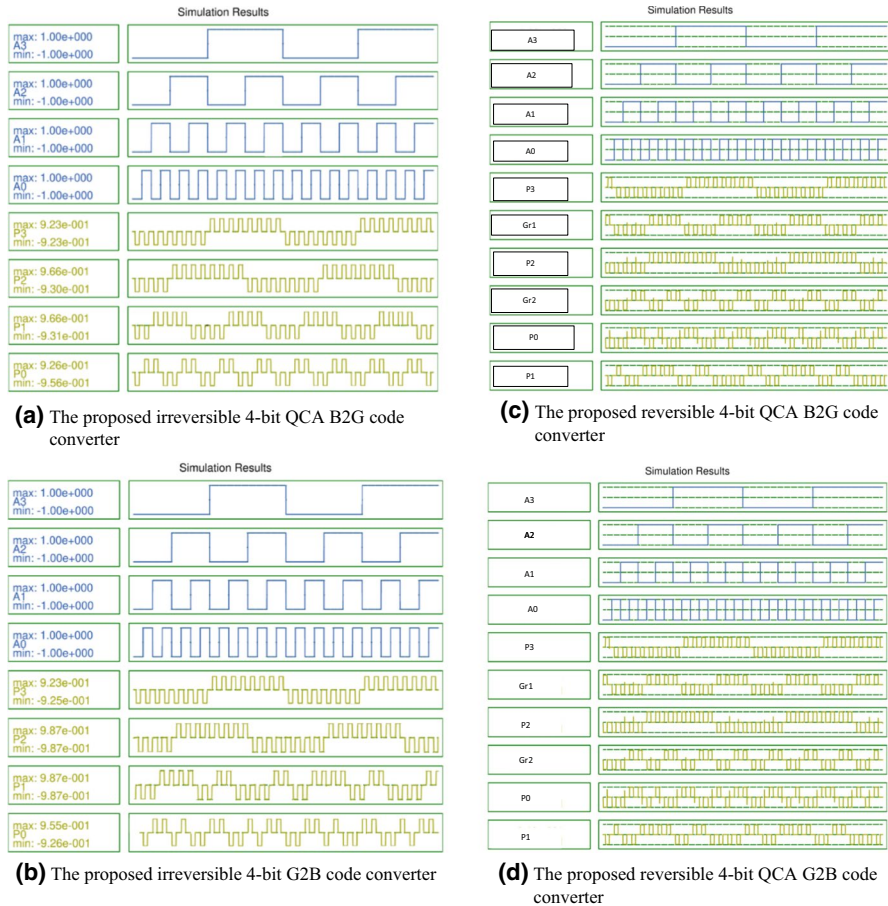 Simulation Results
max: 1.00e+000
A3
min: -1.00e+000
max: 1.00e+000
A2
min: -1.00e+000
max: 1.00e+000
A1
min: -1.00e+000
max: 1.00e+000
A0
min: -1.00e+000
max: 9.23e-001
P3
min: -9.23e-001
max: 9.66e-001
P2
min: -9.30e-001
max: 9.66e-001
P1
min: -9.31e-001
max: 9.26e-001
P0
min: -9.56e-001
(a) The proposed irreversible 4-bit QCA B2G code
converter
Simulation Results
A3
A2
A1
A0
P3
Gr1
P2
Gr2
P0
P1
(c) The proposed reversible 4-bit QCA B2G code
converter
Simulation Results
max: 1.00e+000
A3
min: -1.00e+000
max: 1.00e+000
A2
min: -1.00e+000
max: 1.00e+000
A1
min: -1.00e+000
max: 1.00e+000
A0
min: -1.00e+000
max: 9.23e-001
P3
min: -9.25e-001
max: 9.87e-001
P2
min: -9.87e-001
max: 9.87e-001
P1
min: -9.87e-001
max: 9.55e-001
P0
min: -9.26e-001
(b) The proposed irreversible 4-bit G2B code converter
Simulation Results
A3
A2
A1
A0
P3
Gr1
P2
Gr2
P0
P1
(d) The proposed reversible 4-bit QCA G2B code
converter